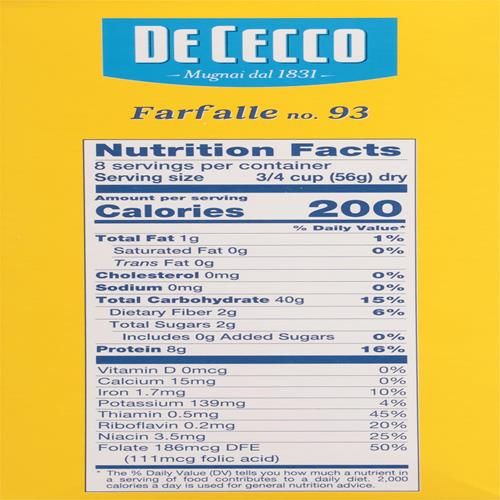 DE CECCO
Mugnai dal 1831
Farfalle no. 93
Nutrition Facts
8 servings per container
Serving size 3/4 cup (56g) dry
Amount per serving
Calories 200
% Daily Value*
Total Fat 1g 1%
Saturated Fat 0g 0%
Trans Fat 0g
Cholesterol 0mg 0%
Sodium 0mg 0%
Total Carbohydrate 40g 15%
Dietary Fiber 2g 6%
Total Sugars 2g
Includes 0g Added Sugars 0%
Protein 8g 16%
Vitamin D 0mcg 0%
Calcium 15mg 0%
Iron 1.7mg 10%
Potassium 139mg 4%
Thiamin 0.5mg 45%
Riboflavin 0.2mg 20%
Niacin 3.5mg 25%
Folate 186mcg DFE 50%
(111mcg folic acid)
* The % Daily Value (DV) tells you how much a nutrient in
a serving of food contributes to a daily diet. 2,000
calories a day is used for general nutrition advice.